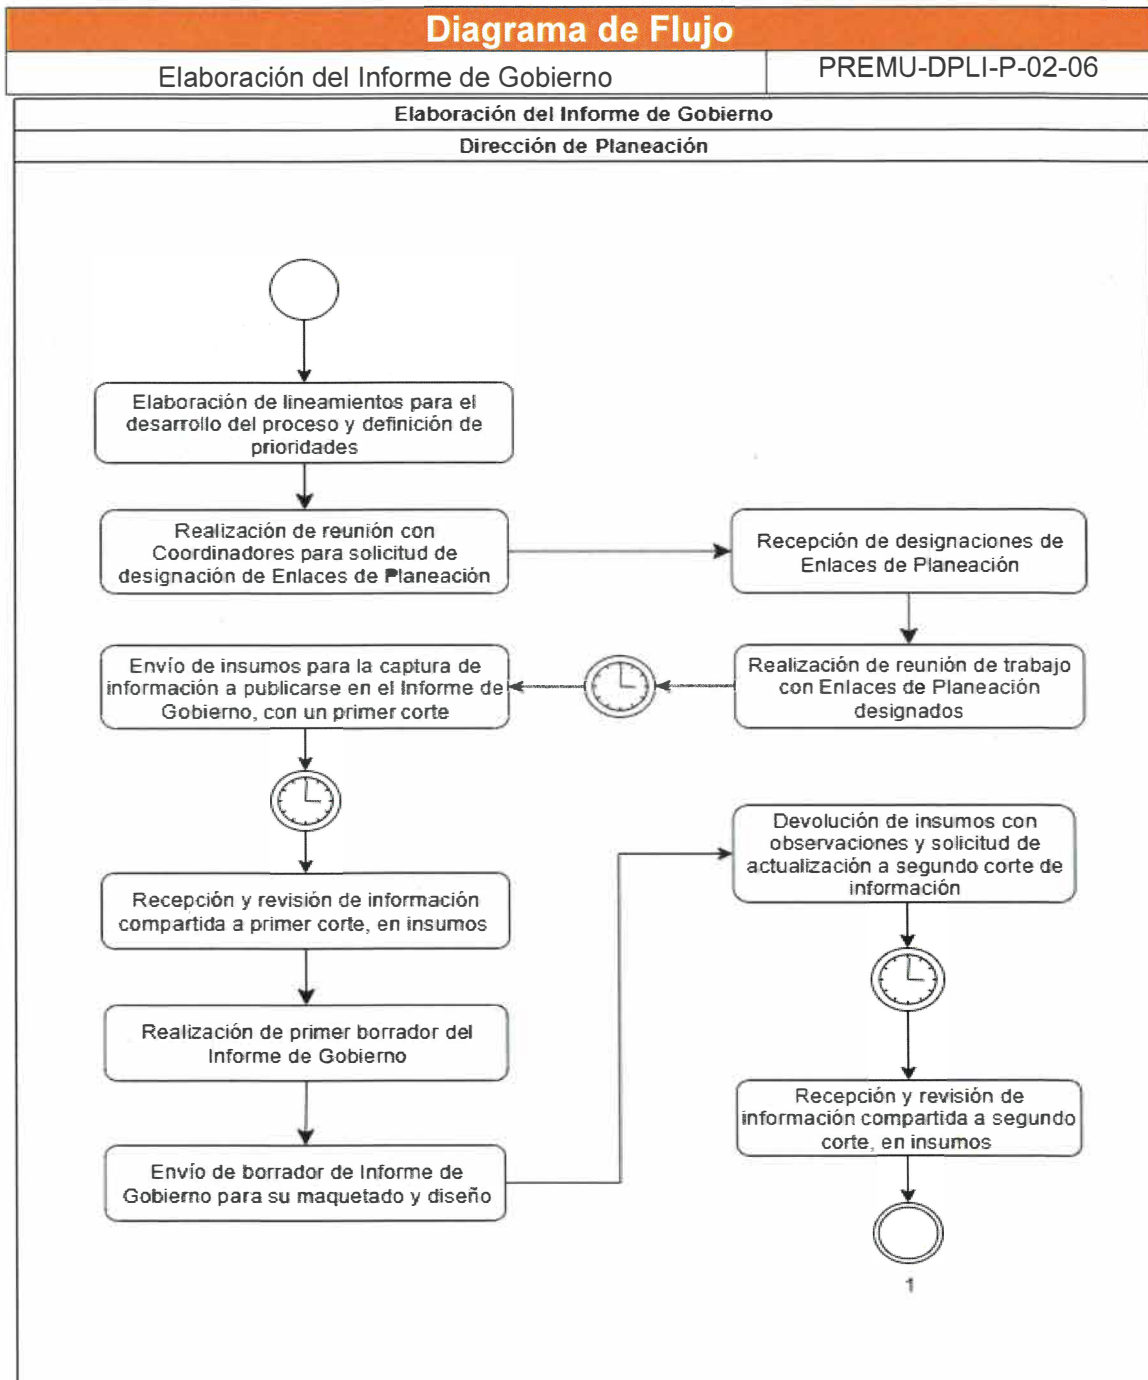 Diagrama de Flujo
Elaboración del Informe de Gobierno
PREMU-DPLI-P-02-06
Elaboración del Informe de Gobierno
Dirección de Planeación
Elaboración de lineamientos para el
desarrollo del proceso y definición de
prioridades
Realización de reunión con
Coordinadores para solicitud de
designación de Enlaces de Planeación
Recepción de designaciones de
Enlaces de Planeación
Realización de reunión de trabajo
con Enlaces de Planeación
designados
Envío de insumos para la captura de
información a publicarse en el Informe de
Gobierno, con un primer corte
Recepción y revisión de información
compartida a primer corte, en insumos
Realización de primer borrador del
Informe de Gobierno
Envío de borrador de Informe de
Gobierno para su maquetado y diseño
Devolución de insumos con
observaciones y solicitud de
actualización a segundo corte de
información
Recepción y revisión de
información compartida a segundo
corte, en insumos
1